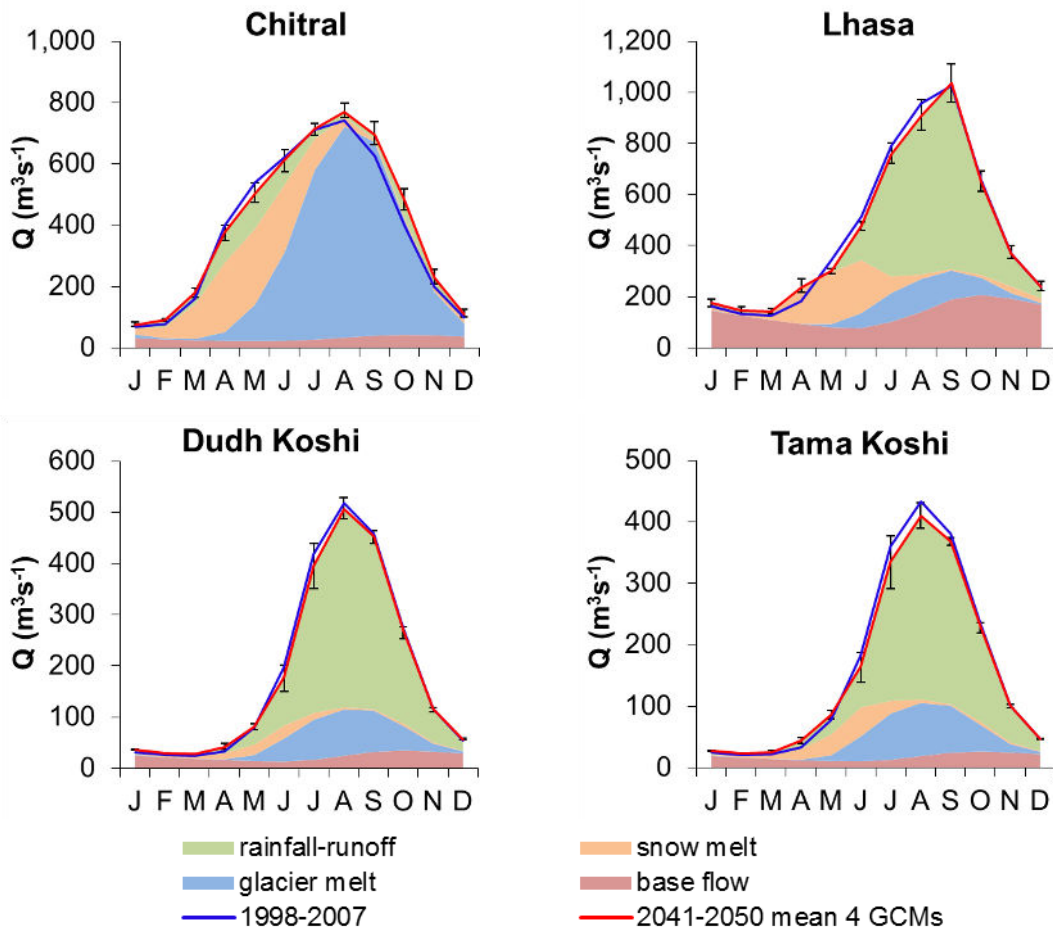 Chitral
1,000
800
600
400
200
0
Q (m³s⁻¹)
J F M A M J J A S O N D
Lhasa
1,200
1,000
800
600
400
200
0
Q (m³s⁻¹)
J F M A M J J A S O N D
Dudh Koshi
600
500
400
300
200
100
0
Q (m³s⁻¹)
J F M A M J J A S O N D
Tama Koshi
500
400
300
200
100
0
Q (m³s⁻¹)
J F M A M J J A S O N D
rainfall-runoff
snow melt
glacier melt
base flow
1998-2007
2041-2050 mean 4 GCMs